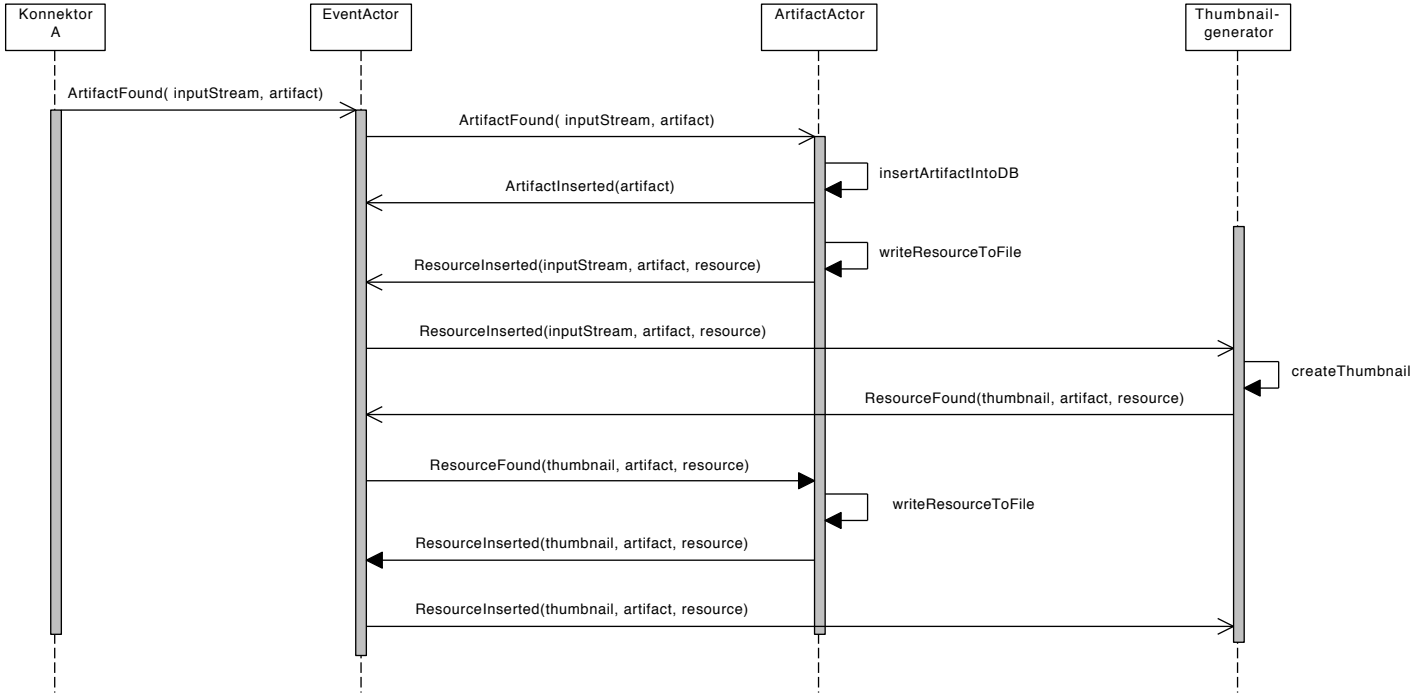 Konnektor
A
EventActor
ArtifactActor
Thumbnail-
generator
ArtifactFound( inputStream, artifact)
ArtifactFound( inputStream, artifact)
insertArtifactIntoDB
ArtifactInserted(artifact)
writeResourceToFile
ResourceInserted(inputStream, artifact, resource)
ResourceInserted(inputStream, artifact, resource)
createThumbnail
ResourceFound(thumbnail, artifact, resource)
ResourceFound(thumbnail, artifact, resource)
writeResourceToFile
ResourceInserted(thumbnail, artifact, resource)
ResourceInserted(thumbnail, artifact, resource)